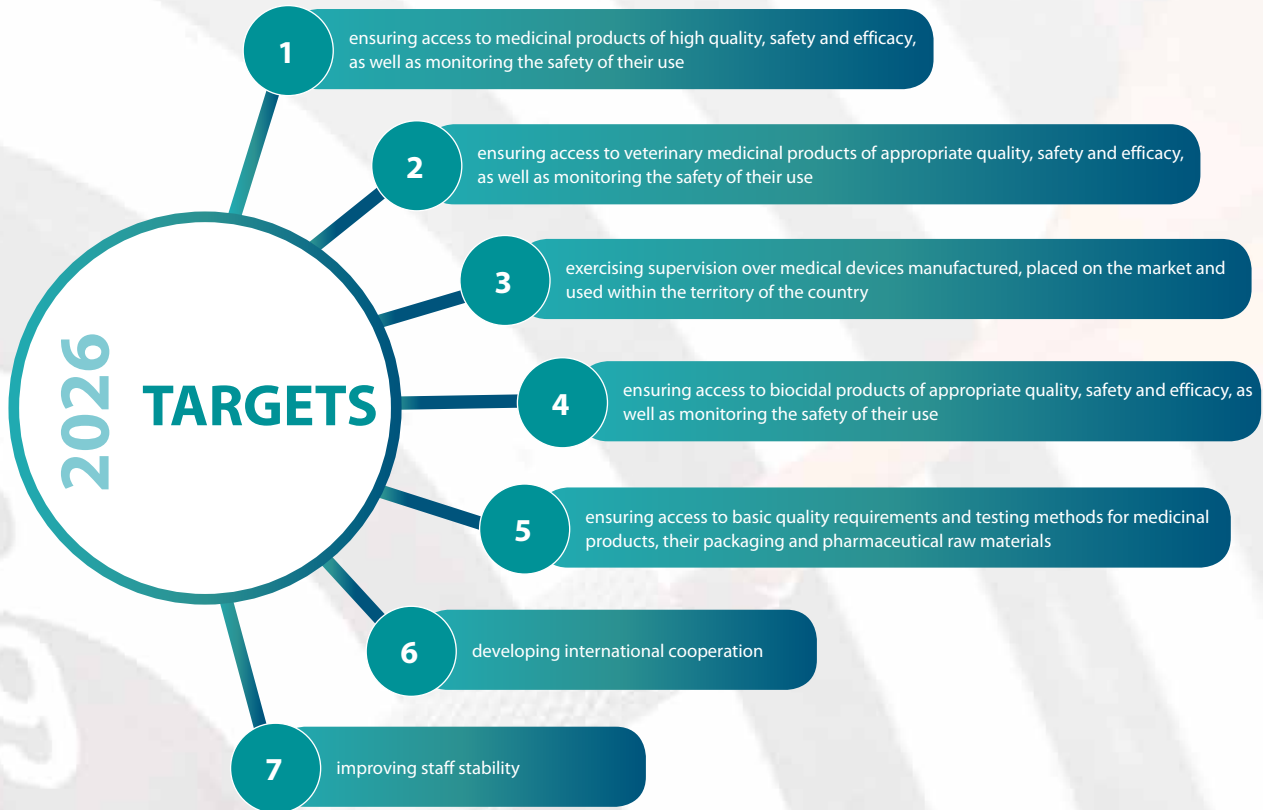 2026
TARGETS
1
ensuring access to medicinal products of high quality, safety and efficacy,
as well as monitoring the safety of their use
2
ensuring access to veterinary medicinal products of appropriate quality, safety and efficacy,
as well as monitoring the safety of their use
3
exercising supervision over medical devices manufactured, placed on the market and
used within the territory of the country
4
ensuring access to biocidal products of appropriate quality, safety and efficacy, as
well as monitoring the safety of their use
5
ensuring access to basic quality requirements and testing methods for medicinal
products, their packaging and pharmaceutical raw materials
6
developing international cooperation
7
improving staff stability
9